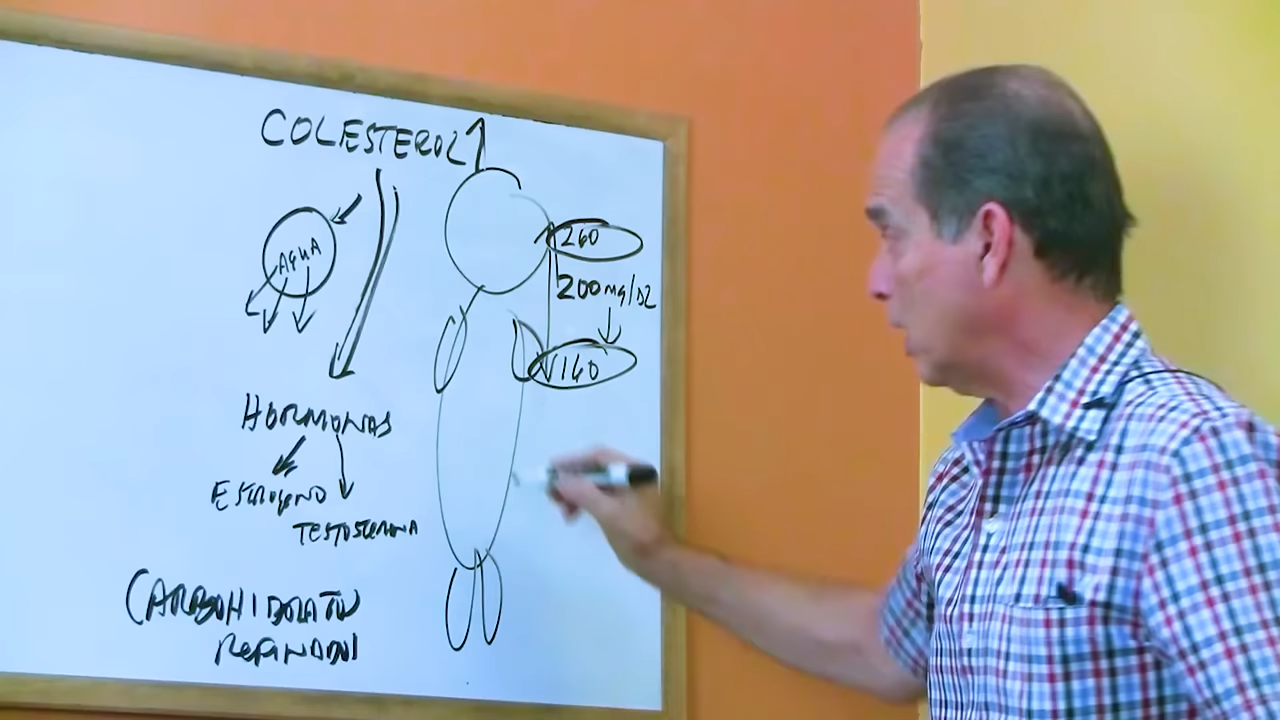 COLESTEROL
AGUA
260
200mg/DL
140
HORMONAS
ESTROGENO
TESTOSTERONA
CARBOHIDRATOS
REFINADOS